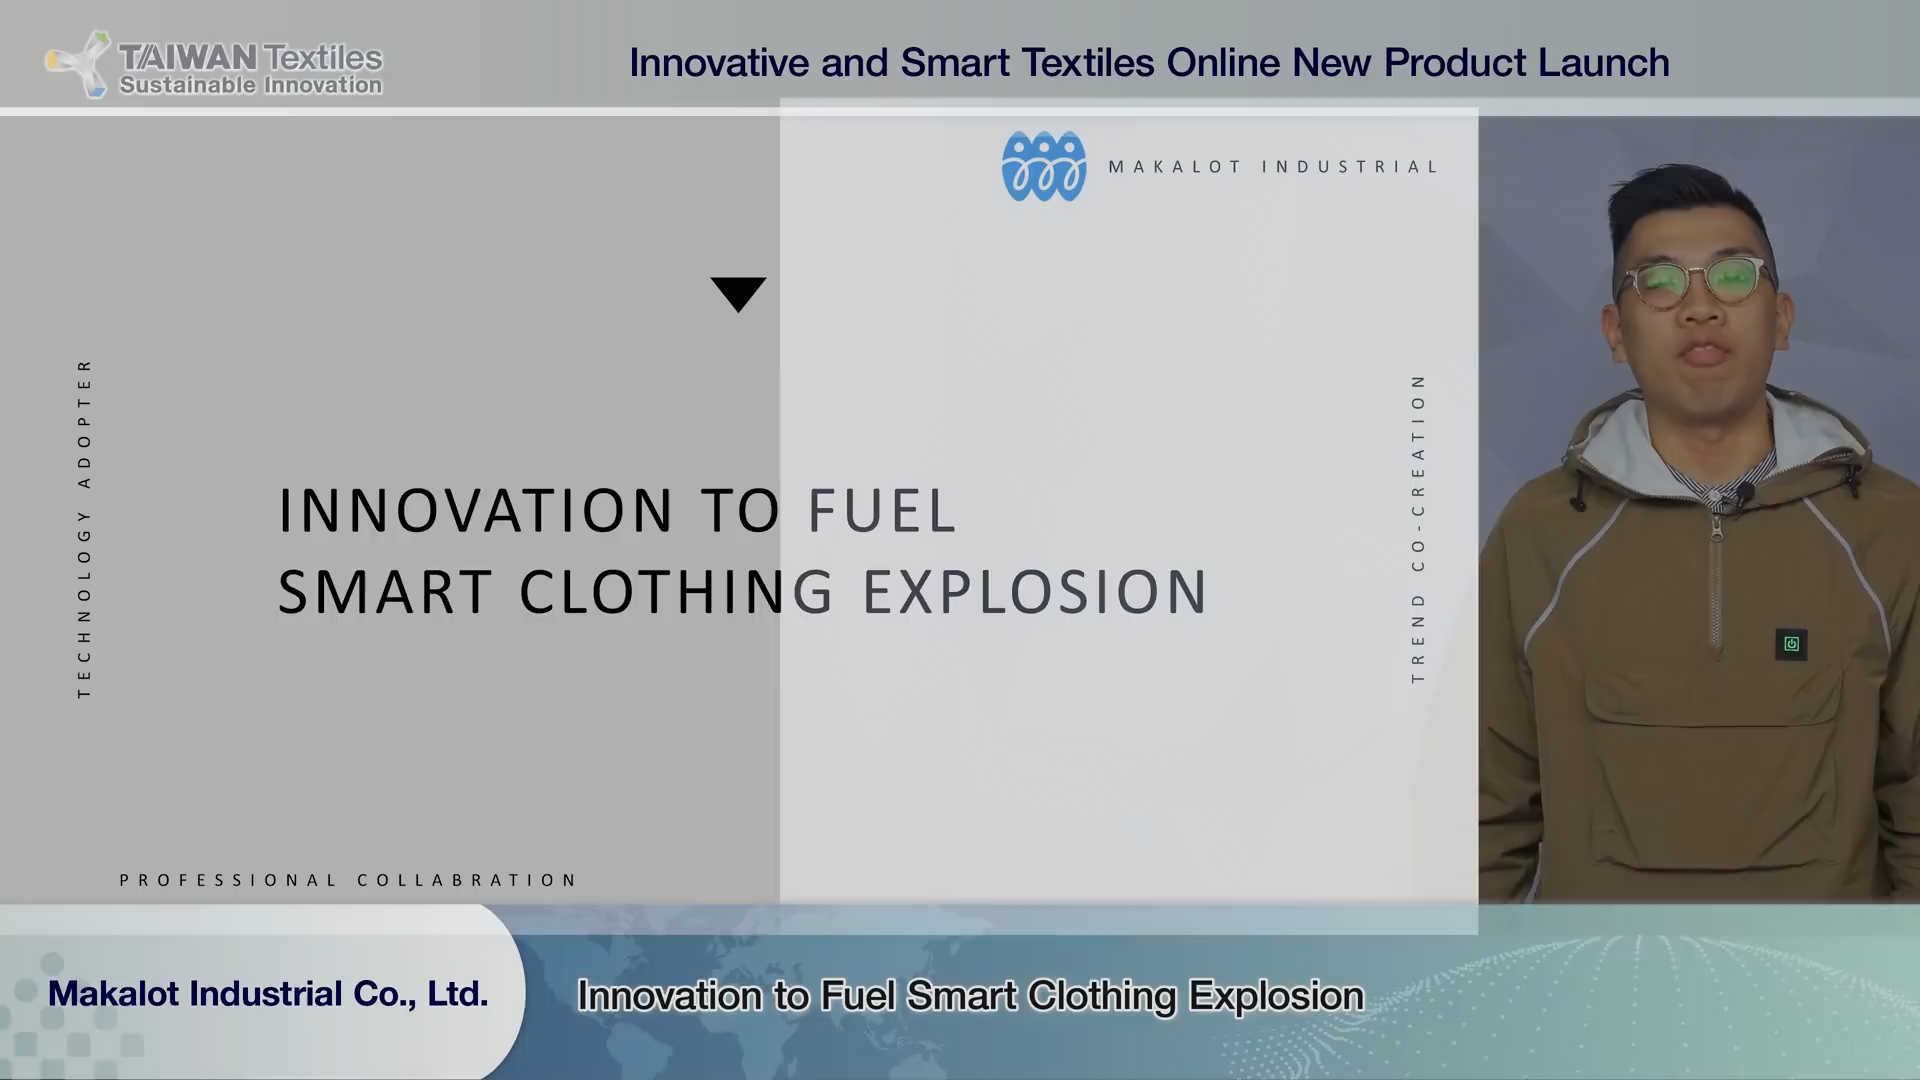 TAIWAN Textiles
Sustainable Innovation
Innovative and Smart Textiles Online New Product Launch
MAKALOT INDUSTRIAL
TECHNOLOGY ADOPTER
INNOVATION TO FUEL
SMART CLOTHING EXPLOSION
TREND CO-CREATION
PROFESSIONAL COLLABRATION
Makalot Industrial Co., Ltd.
Innovation to Fuel Smart Clothing Explosion